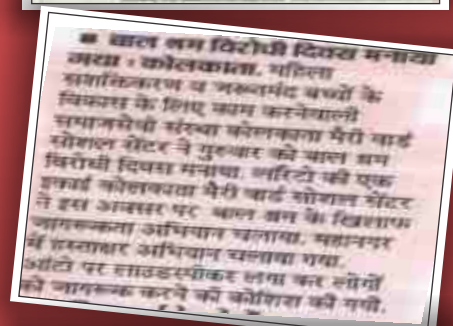 ■ बाल श्रम विरोधी दिवस मनाया
गया : कोलकाता. महिला
सशक्तिकरण व जरूरतमंद बच्चों के
विकास के लिए काम करनेवाली
समाजसेवी संस्था कोलकाता मैरी वार्ड
सोशल सेंटर ने गुरुवार को बाल श्रम
विरोधी दिवस मनाया. लॉरेटो की एक
इकाई कोलकाता मैरी वार्ड सोशल सेंटर
ने इस अवसर पर बाल श्रम के खिलाफ
जागरूकता अभियान चलाया. महानगर
में हस्ताक्षर अभियान चलाया गया.
ऑटो पर लाउडस्पीकर लगा कर लोगों
को जागरूक करने की कोशिश की गयी.